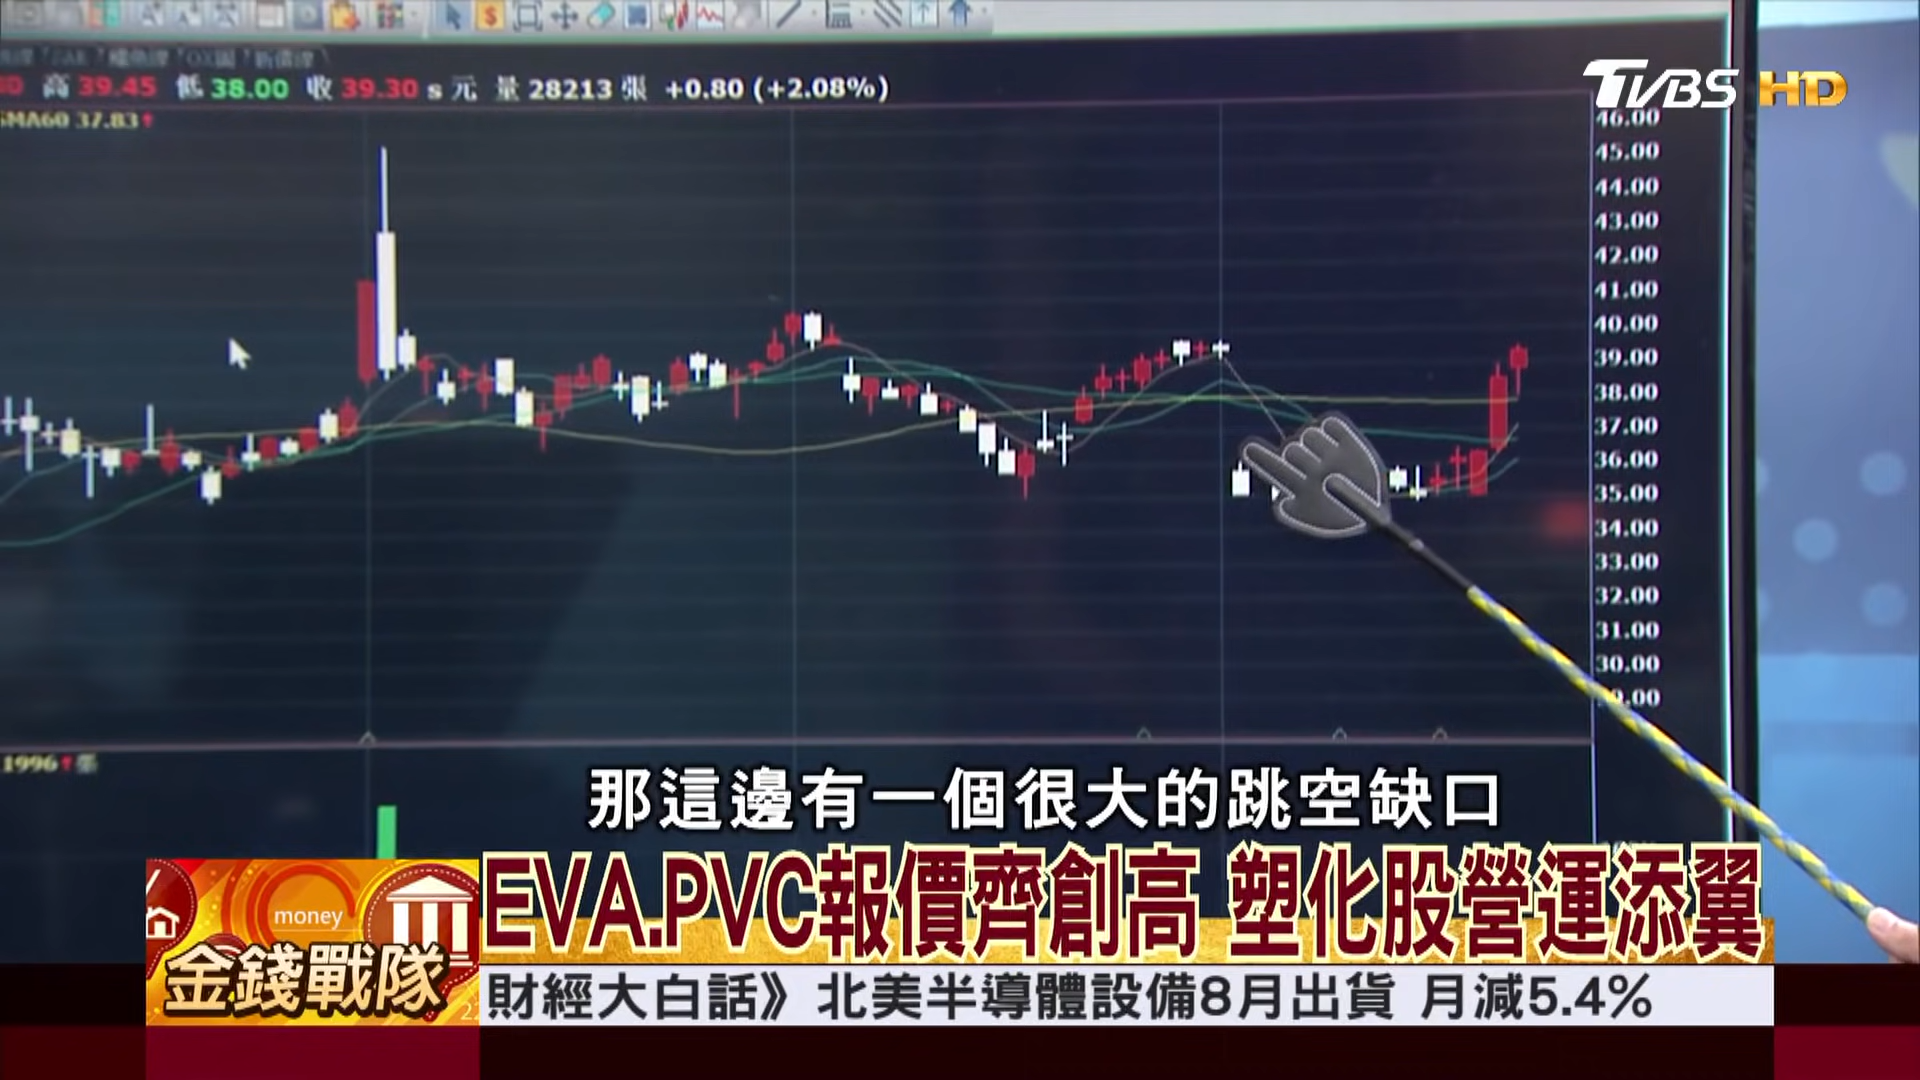 TVBS HD
高 39.45 低 38.00 收 39.30 s 元 量 28213 張 +0.80 (+2.08%)
SMA60 37.83
46.00
45.00
44.00
43.00
42.00
41.00
40.00
39.00
38.00
37.00
36.00
35.00
34.00
33.00
32.00
31.00
30.00
1996 張
那這邊有一個很大的跳空缺口
money
金錢戰隊
EVA.PVC報價齊創高 塑化股營運添翼
財經大白話》北美半導體設備8月出貨 月減5.4%